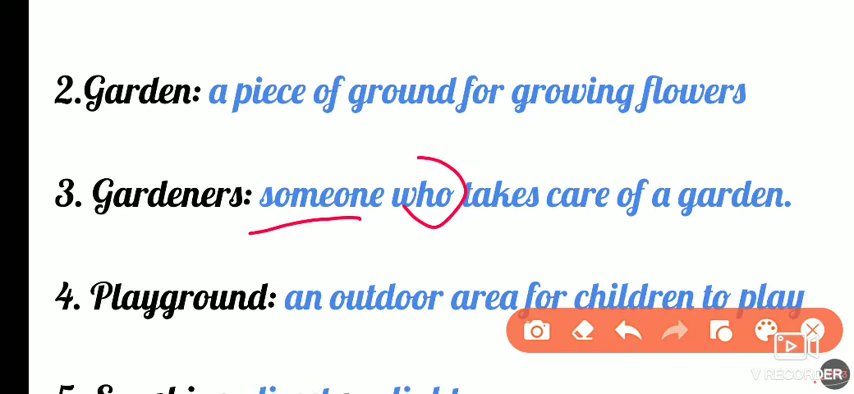 2.Garden: a piece of ground for growing flowers
3. Gardeners: someone who takes care of a garden.
4. Playground: an outdoor area for children to play
V RECORDER